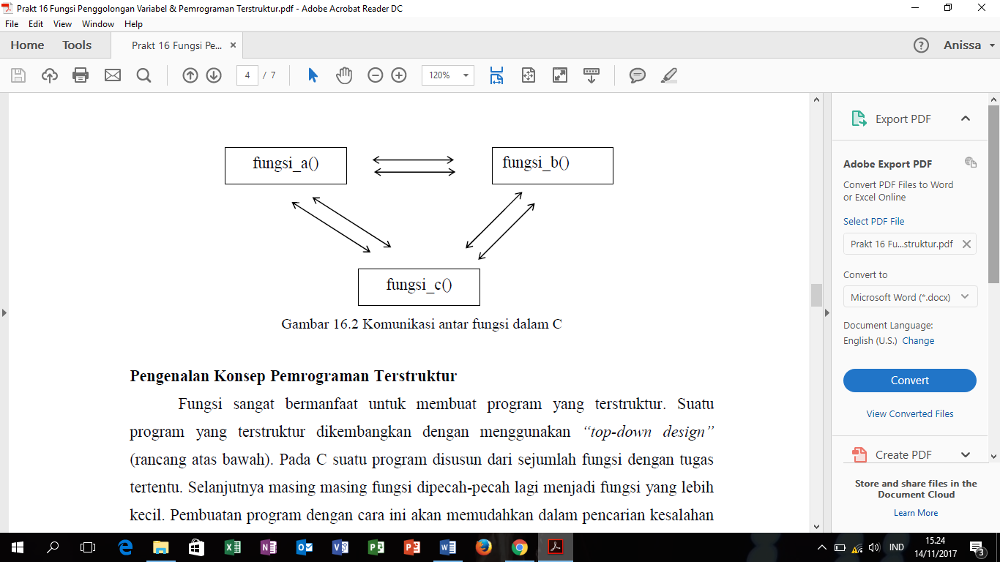 Prakt 16 Fungsi Penggolongan Variabel & Pemrograman Terstruktur.pdf - Adobe Acrobat Reader DC
File Edit View Window Help
Home Tools Prakt 16 Fungsi Pe... × ? Anissa
4 / 7 120%
fungsi_a() fungsi_b()
fungsi_c()
Gambar 16.2 Komunikasi antar fungsi dalam C
Pengenalan Konsep Pemrograman Terstruktur
Fungsi sangat bermanfaat untuk membuat program yang terstruktur. Suatu
program yang terstruktur dikembangkan dengan menggunakan “top-down design”
(rancang atas bawah). Pada C suatu program disusun dari sejumlah fungsi dengan tugas
tertentu. Selanjutnya masing masing fungsi dipecah-pecah lagi menjadi fungsi yang lebih
kecil. Pembuatan program dengan cara ini akan memudahkan dalam pencarian kesalahan
Export PDF
Adobe Export PDF
Convert PDF Files to Word
or Excel Online
Select PDF File
Prakt 16 Fu...struktur.pdf
Convert to
Microsoft Word (*.docx)
Document Language:
English (U.S.) Change
Convert
View Converted Files
Create PDF
Store and share files in the
Document Cloud
Learn More
IND
15.24
14/11/2017
3